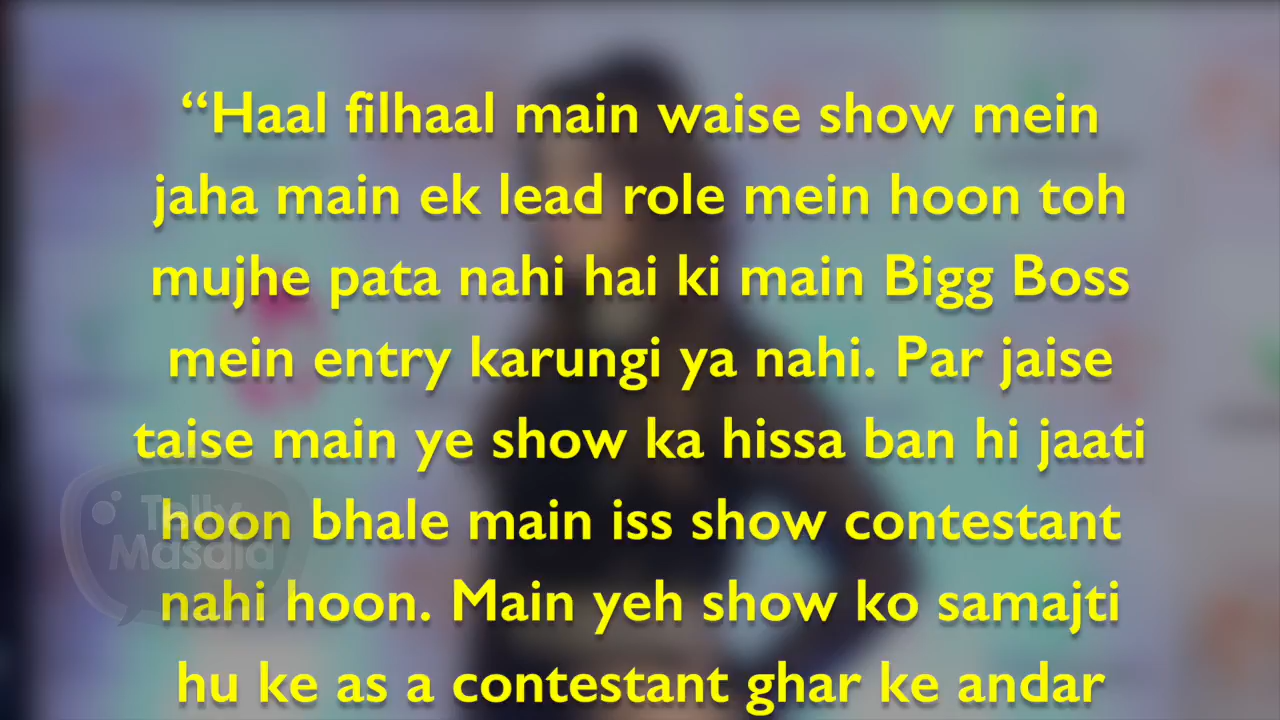 “Haal filhaal main waise show mein
jaha main ek lead role mein hoon toh
mujhe pata nahi hai ki main Bigg Boss
mein entry karungi ya nahi. Par jaise
taise main ye show ka hissa ban hi jaati
hoon bhale main iss show contestant
nahi hoon. Main yeh show ko samajti
hu ke as a contestant ghar ke andar
Telly
Masala